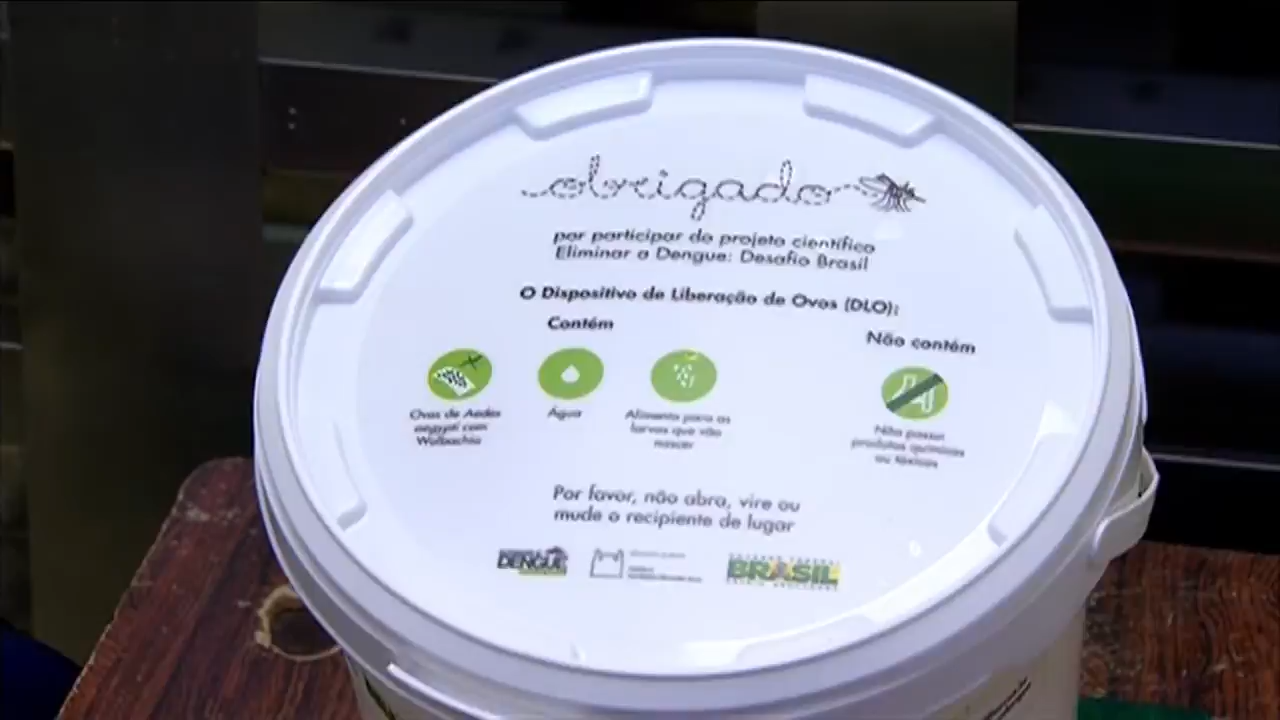 obrigado
por participar do projeto científico
Eliminar a Dengue: Desafio Brasil
O Dispositivo de Liberação de Ovos (DLO):
Contém
Não contém
Ovos de Aedes
aegypti com
Wolbachia
Água
Alimento para as
larvas que vão
nascer
Não possui
produtos químicos
ou tóxicos
Por favor, não abra, vire ou
mude o recipiente de lugar
DENGUE
GOVERNO FEDERAL
BRASIL